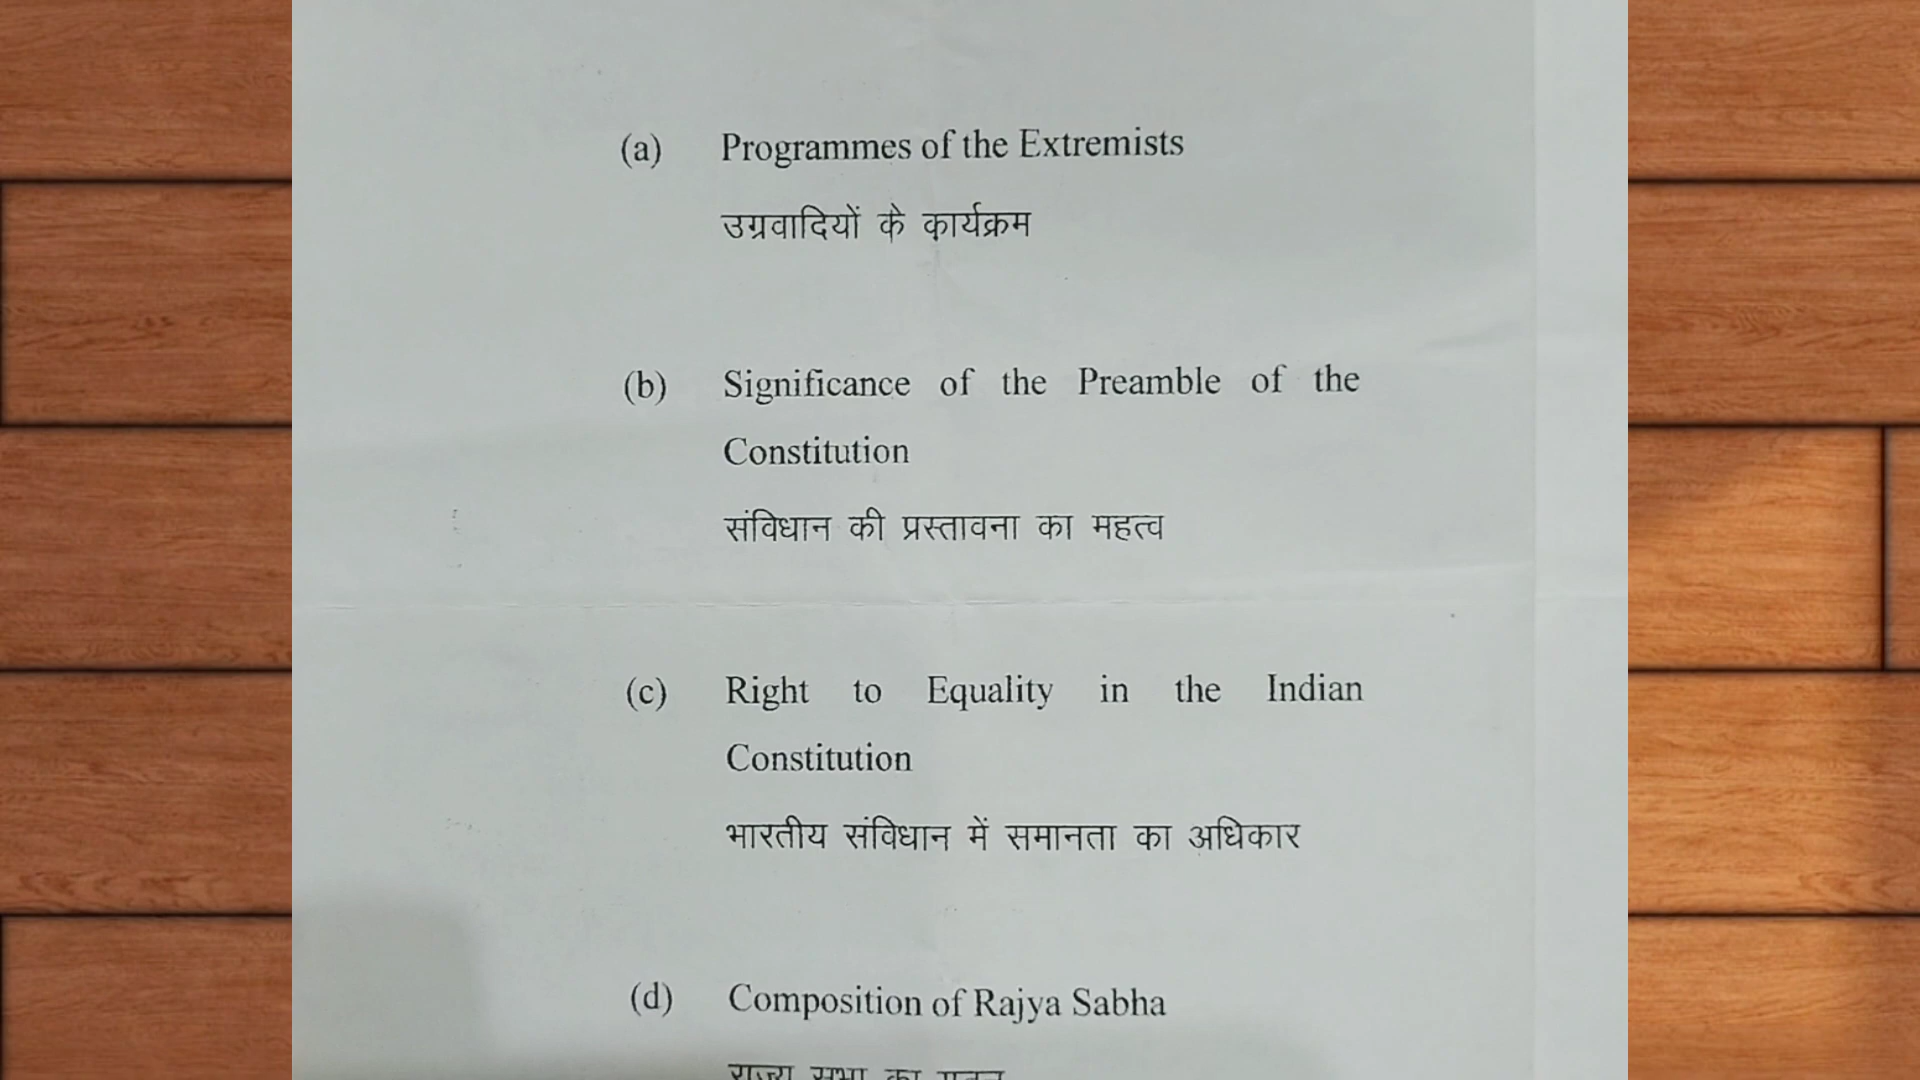 (a) Programmes of the Extremists
उग्रवादियों के कार्यक्रम
(b) Significance of the Preamble of the
Constitution
संविधान की प्रस्तावना का महत्व
(c) Right to Equality in the Indian
Constitution
भारतीय संविधान में समानता का अधिकार
(d) Composition of Rajya Sabha
राज्य सभा का